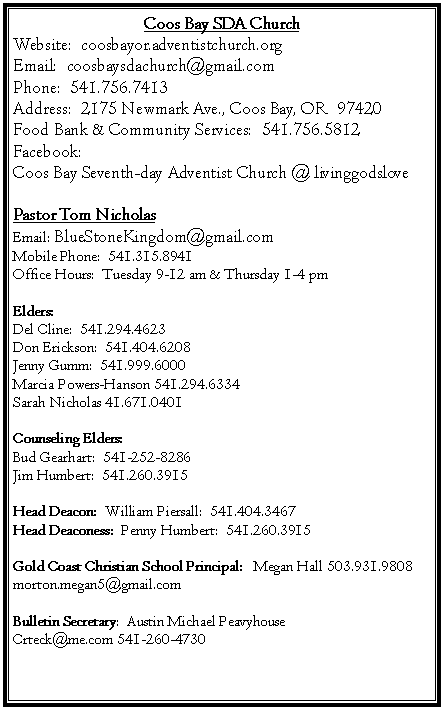 Coos Bay SDA Church
Website: coosbayor.adventistchurch.org
Email: coosbaysdachurch@gmail.com
Phone: 541.756.7413
Address: 2175 Newmark Ave., Coos Bay, OR 97420
Food Bank & Community Services: 541.756.5812
Facebook:
Coos Bay Seventh-day Adventist Church @ livinggodslove
Pastor Tom Nicholas
Email: BlueStoneKingdom@gmail.com
Mobile Phone: 541.315.8941
Office Hours: Tuesday 9-12 am & Thursday 1-4 pm
Elders:
Del Cline: 541.294.4623
Don Erickson: 541.404.6208
Jenny Gumm: 541.999.6000
Marcia Powers-Hanson 541.294.6334
Sarah Nicholas 41.671.0401
Counseling Elders:
Bud Gearhart: 541-252-8286
Jim Humbert: 541.260.3915
Head Deacon: William Piersall: 541.404.3467
Head Deaconess: Penny Humbert: 541.260.3915
Gold Coast Christian School Principal: Megan Hall 503.931.9808
morton.megan5@gmail.com
Bulletin Secretary: Austin Michael Peavyhouse
Crteck@me.com 541-260-4730